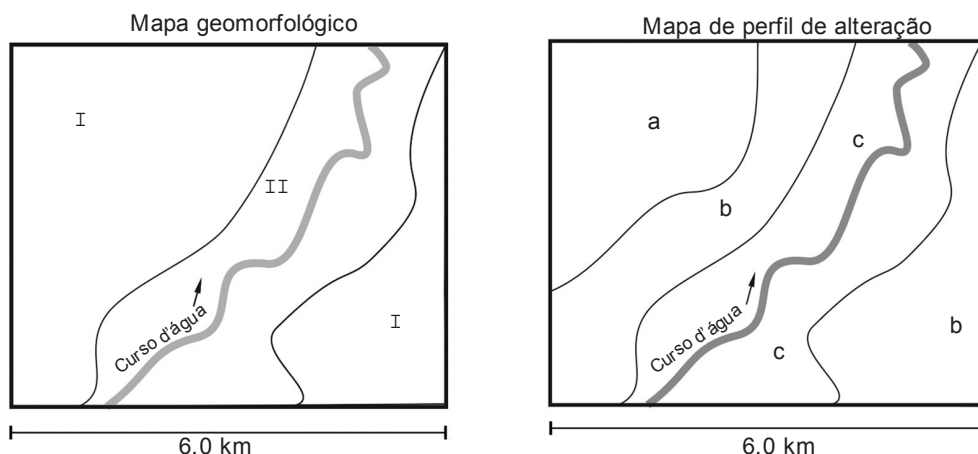 Mapa geomorfológico
I
II
I
Curso d'água
6.0 km
Mapa de perfil de alteração
a
c
b
b
c
Curso d'água
6.0 km